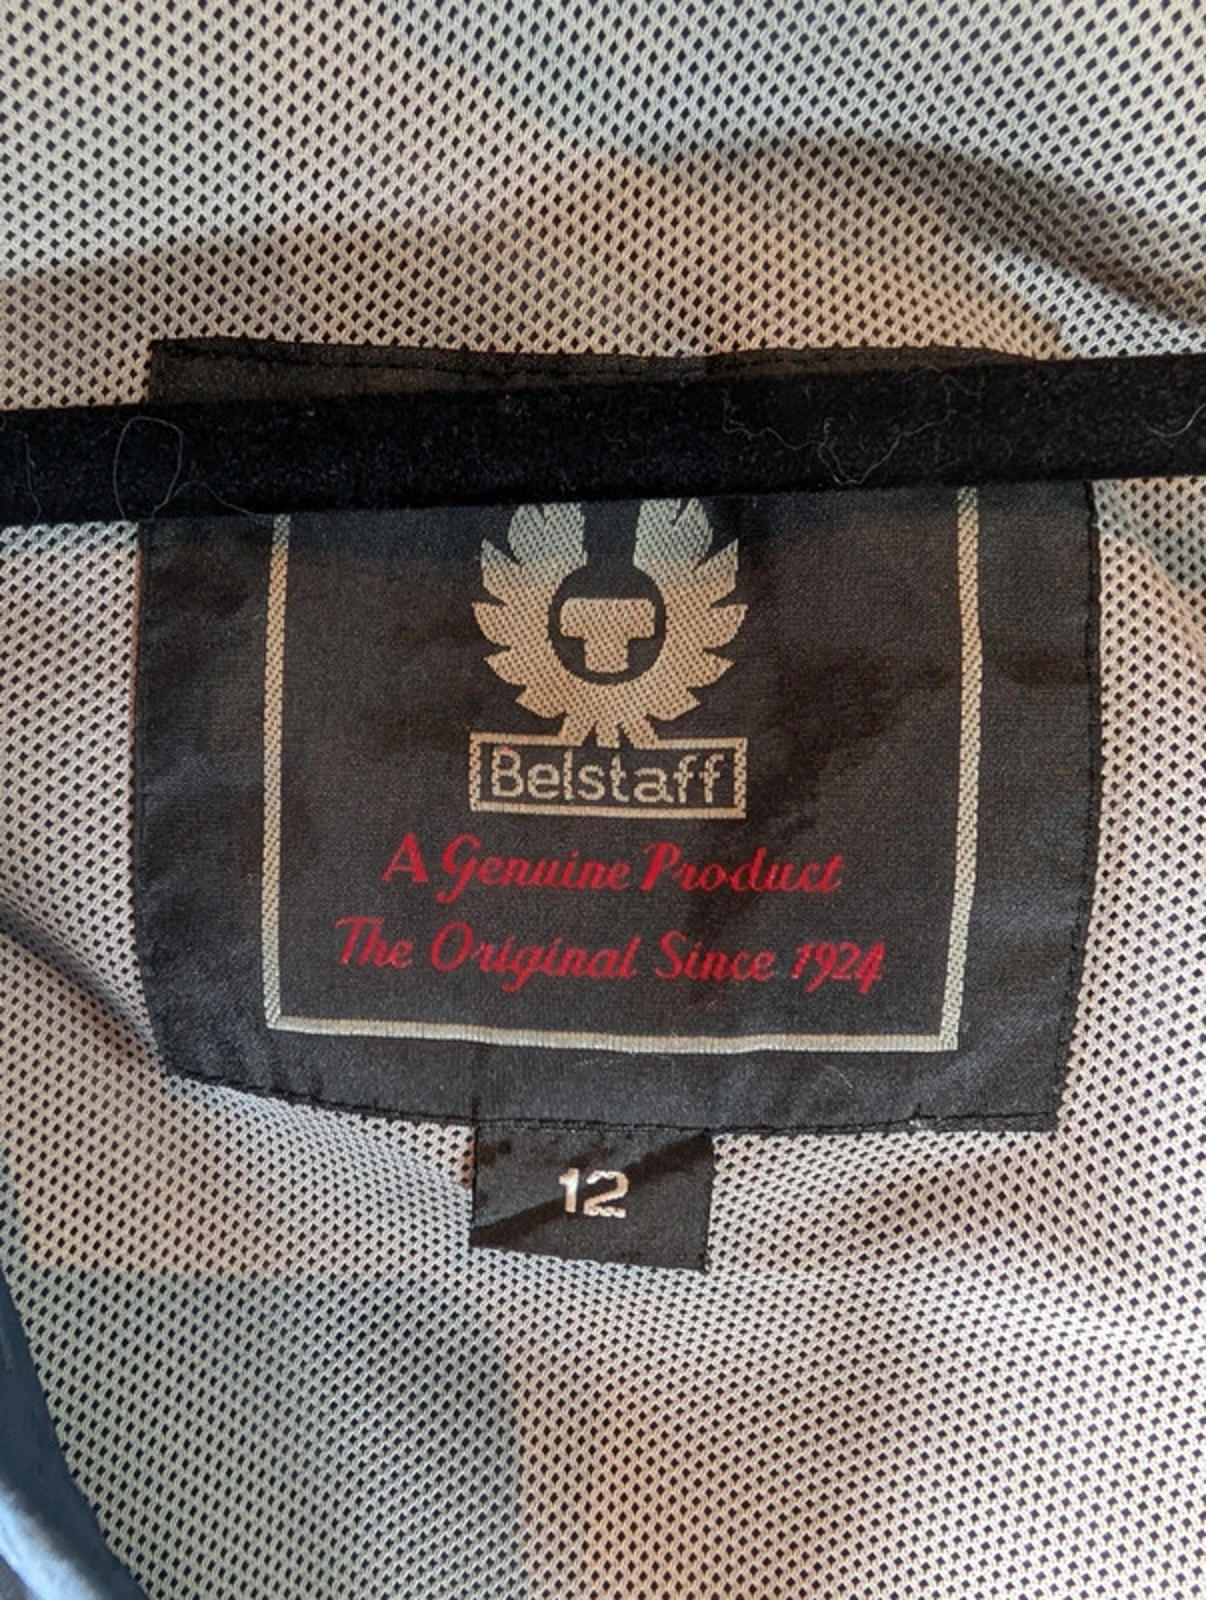 Belstaff
A Genuine Product
The Original Since 1924
12